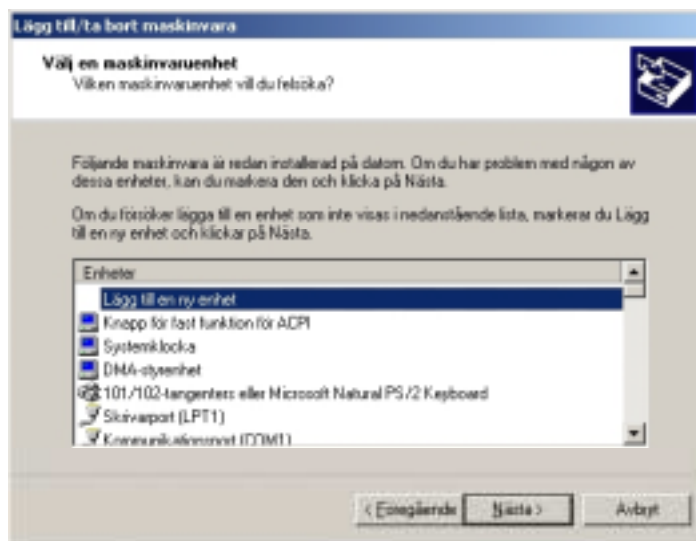 Lägg till/ta bort maskinvara
Välj en maskinvaruenhet
Vilken maskinvaruenhet vill du felsöka?
Följande maskinvara är redan installerad på datorn. Om du har problem med någon av
dessa enheter, kan du markera den och klicka på Nästa.
Om du försöker lägga till en enhet som inte visas i nedanstående lista, markerar du Lägg
till en ny enhet och klickar på Nästa.
Enheter
Lägg till en ny enhet
Knapp för fast funktion för ACPI
Systemklocka
DMA-styrenhet
101/102-tangenters eller Microsoft Natural PS/2 Keyboard
Skrivarport (LPT1)
Kommunikationsport (COM1)
< Föregående
Nästa >
Avbryt